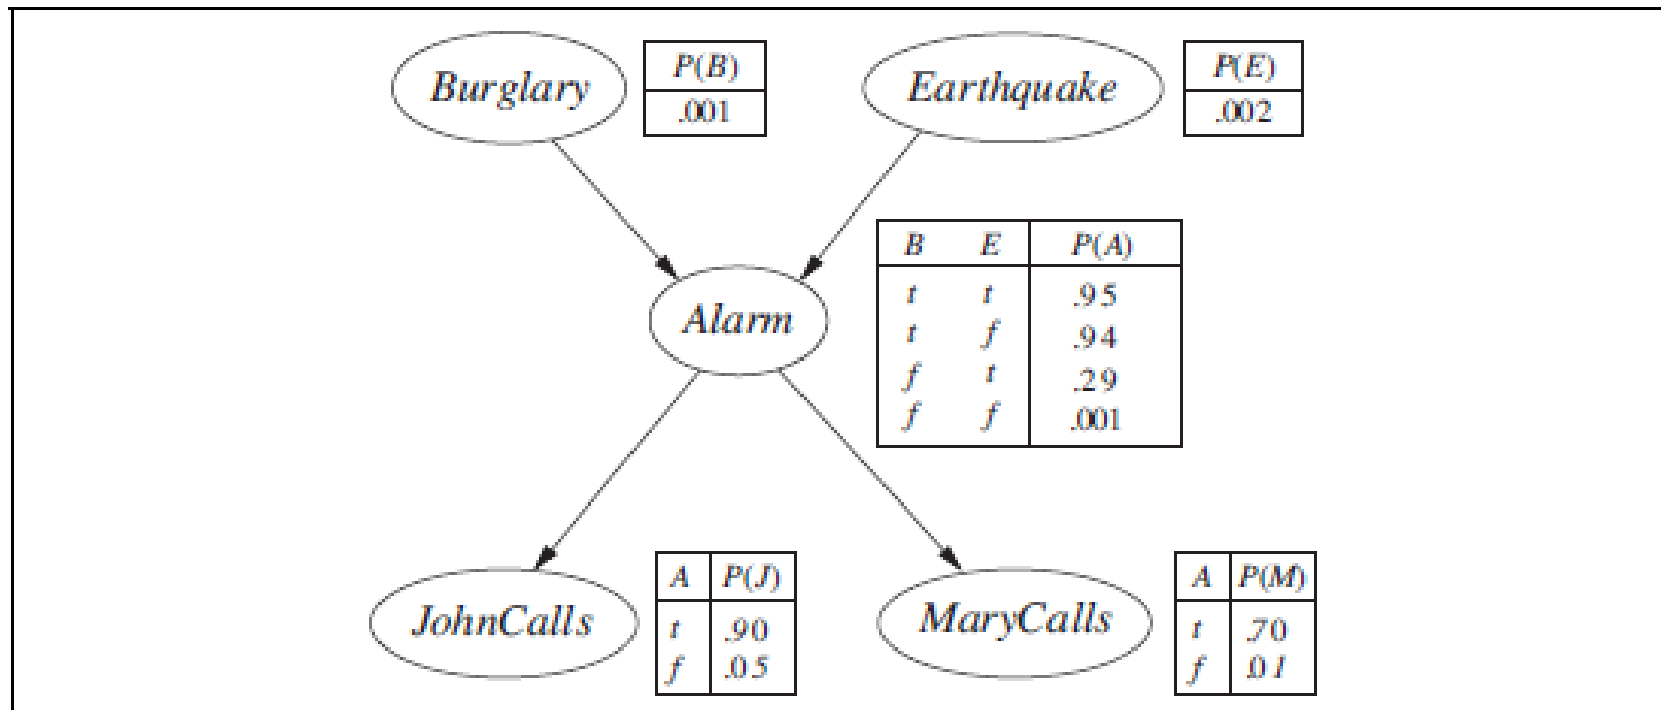 Burglary
P(B)
.001
Earthquake
P(E)
.002
Alarm
B E P(A)
t t .95
t f .94
f t .29
f f .001
JohnCalls
A P(J)
t .90
f .05
MaryCalls
A P(M)
t .70
f .01